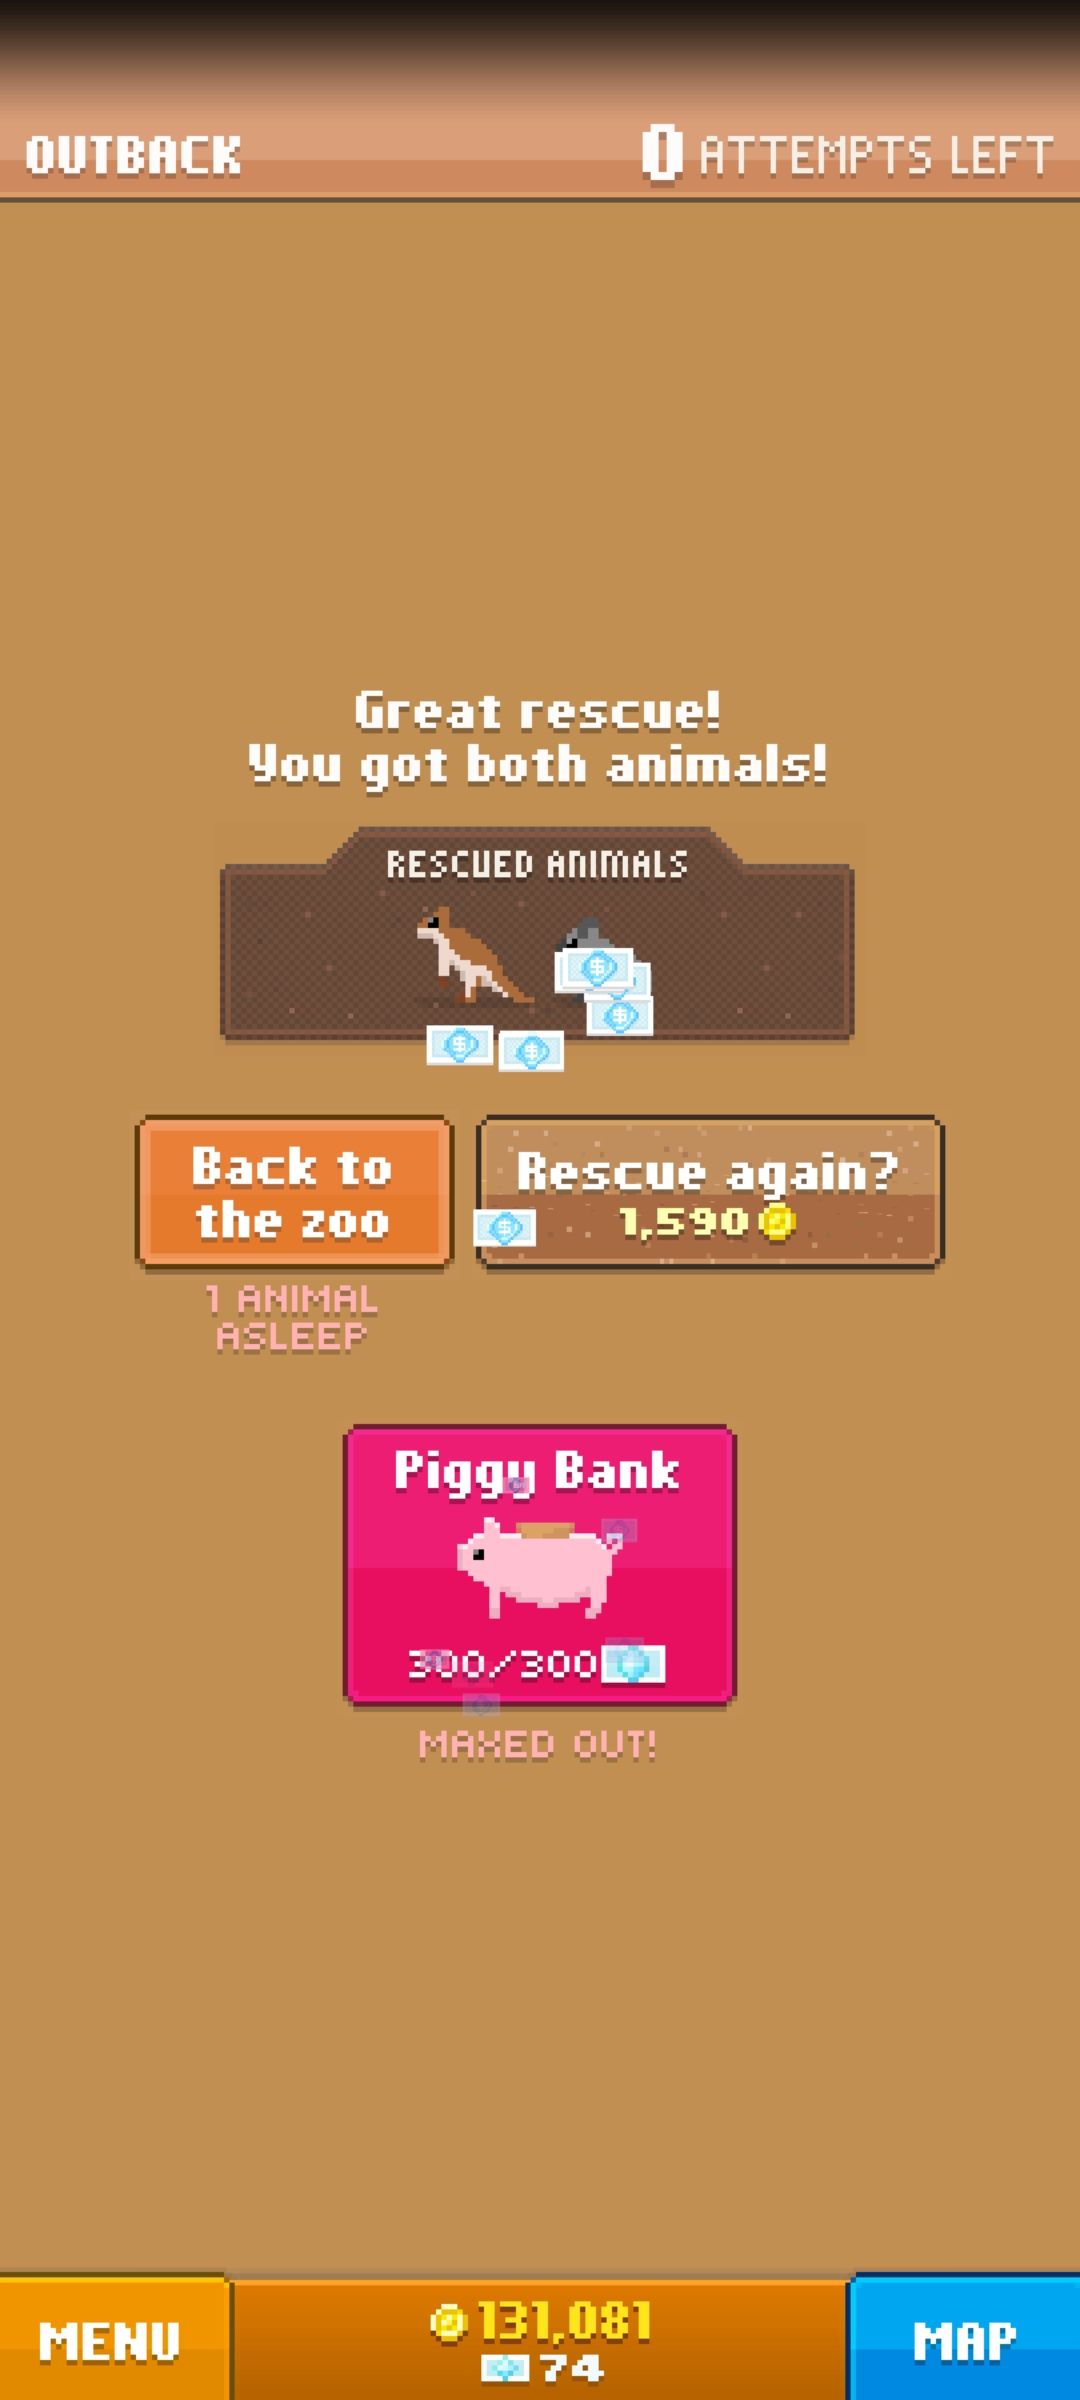 OUTBACK
0 ATTEMPTS LEFT
Great rescue!
You got both animals!
RESCUED ANIMALS
Back to
the zoo
Rescue again?
1,590
1 ANIMAL
ASLEEP
Piggy Bank
300/300
MAXED OUT!
MENU
131,081
74
MAP